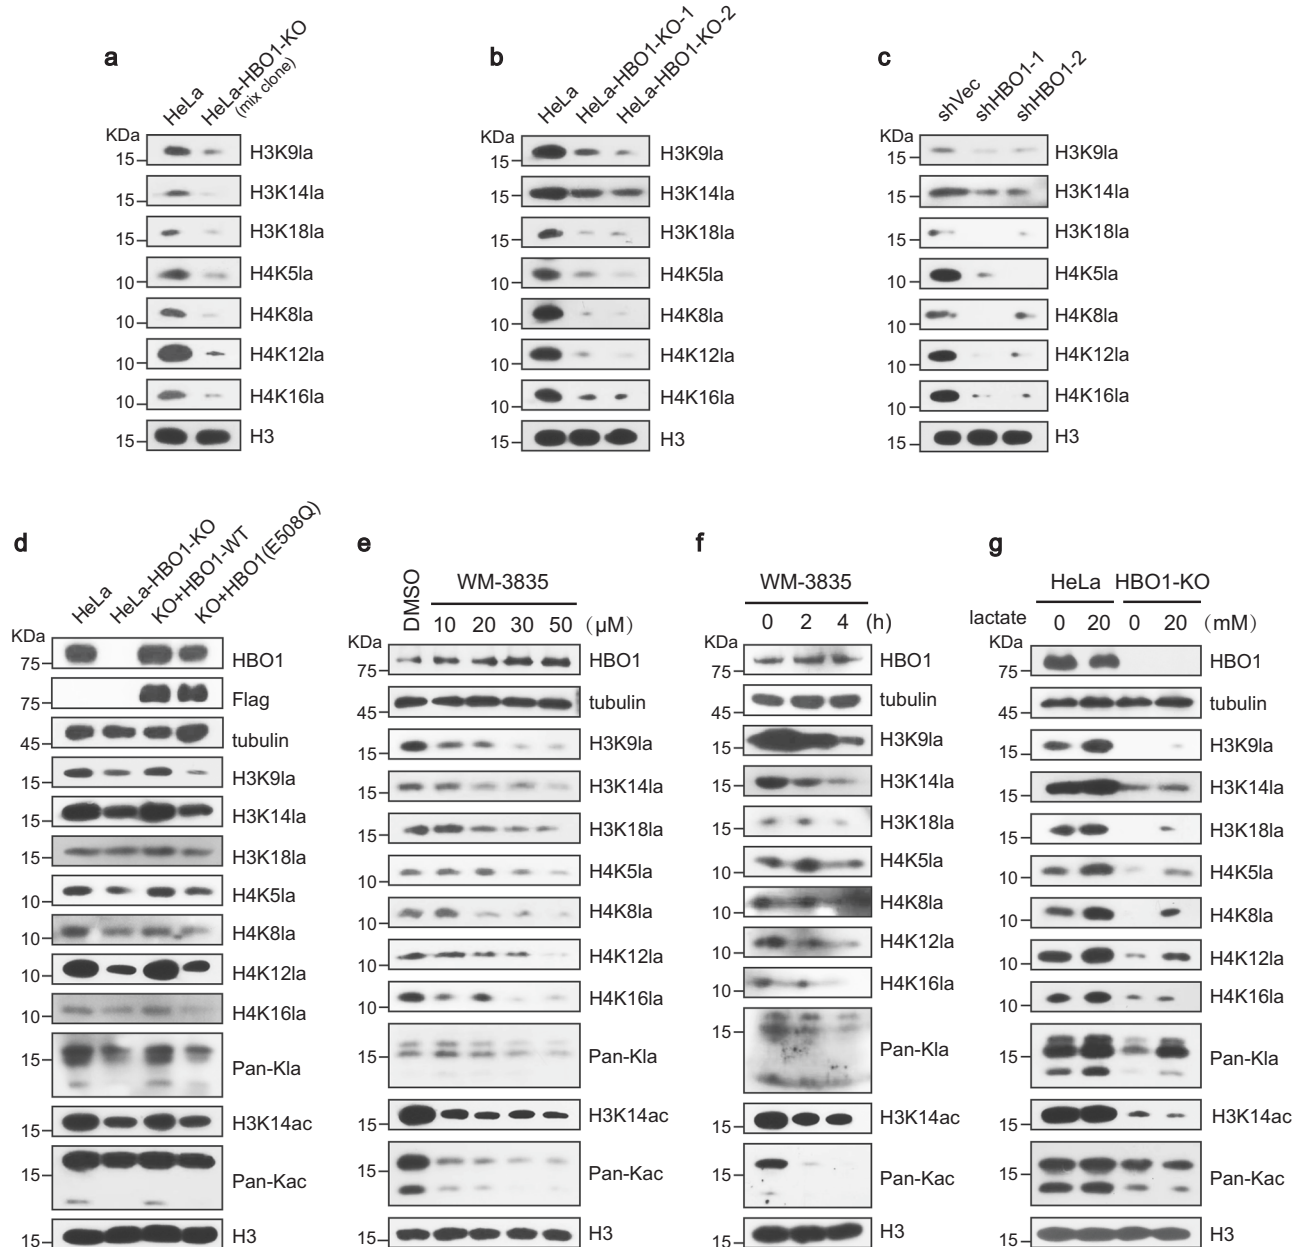 a
HeLa
HeLa-HBO1-KO
(mix clone)
KDa
15 H3K9la
15 H3K14la
15 H3K18la
10 H4K5la
10 H4K8la
10 H4K12la
10 H4K16la
15 H3
b
HeLa
HeLa-HBO1-KO-1
HeLa-HBO1-KO-2
KDa
15 H3K9la
15 H3K14la
15 H3K18la
10 H4K5la
10 H4K8la
10 H4K12la
10 H4K16la
15 H3
c
shVec
shHBO1-1
shHBO1-2
KDa
15 H3K9la
15 H3K14la
15 H3K18la
10 H4K5la
10 H4K8la
10 H4K12la
10 H4K16la
15 H3
d
HeLa
HeLa-HBO1-KO
KO+HBO1-WT
KO+HBO1(E508Q)
KDa
75 HBO1
75 Flag
45 tubulin
15 H3K9la
15 H3K14la
15 H3K18la
10 H4K5la
10 H4K8la
10 H4K12la
10 H4K16la
15 Pan-Kla
15 H3K14ac
15 Pan-Kac
15 H3
e
DMSO
WM-3835
10 20 30 50 (μM)
KDa
75 HBO1
45 tubulin
15 H3K9la
15 H3K14la
15 H3K18la
10 H4K5la
10 H4K8la
10 H4K12la
10 H4K16la
15 Pan-Kla
15 H3K14ac
15 Pan-Kac
15 H3
f
WM-3835
0 2 4 (h)
KDa
75 HBO1
45 tubulin
15 H3K9la
15 H3K14la
15 H3K18la
10 H4K5la
10 H4K8la
10 H4K12la
10 H4K16la
15 Pan-Kla
15 H3K14ac
15 Pan-Kac
15 H3
g
HeLa HBO1-KO
lactate 0 20 0 20 (mM)
KDa
75 HBO1
45 tubulin
15 H3K9la
15 H3K14la
15 H3K18la
10 H4K5la
10 H4K8la
10 H4K12la
10 H4K16la
15 Pan-Kla
15 H3K14ac
15 Pan-Kac
15 H3